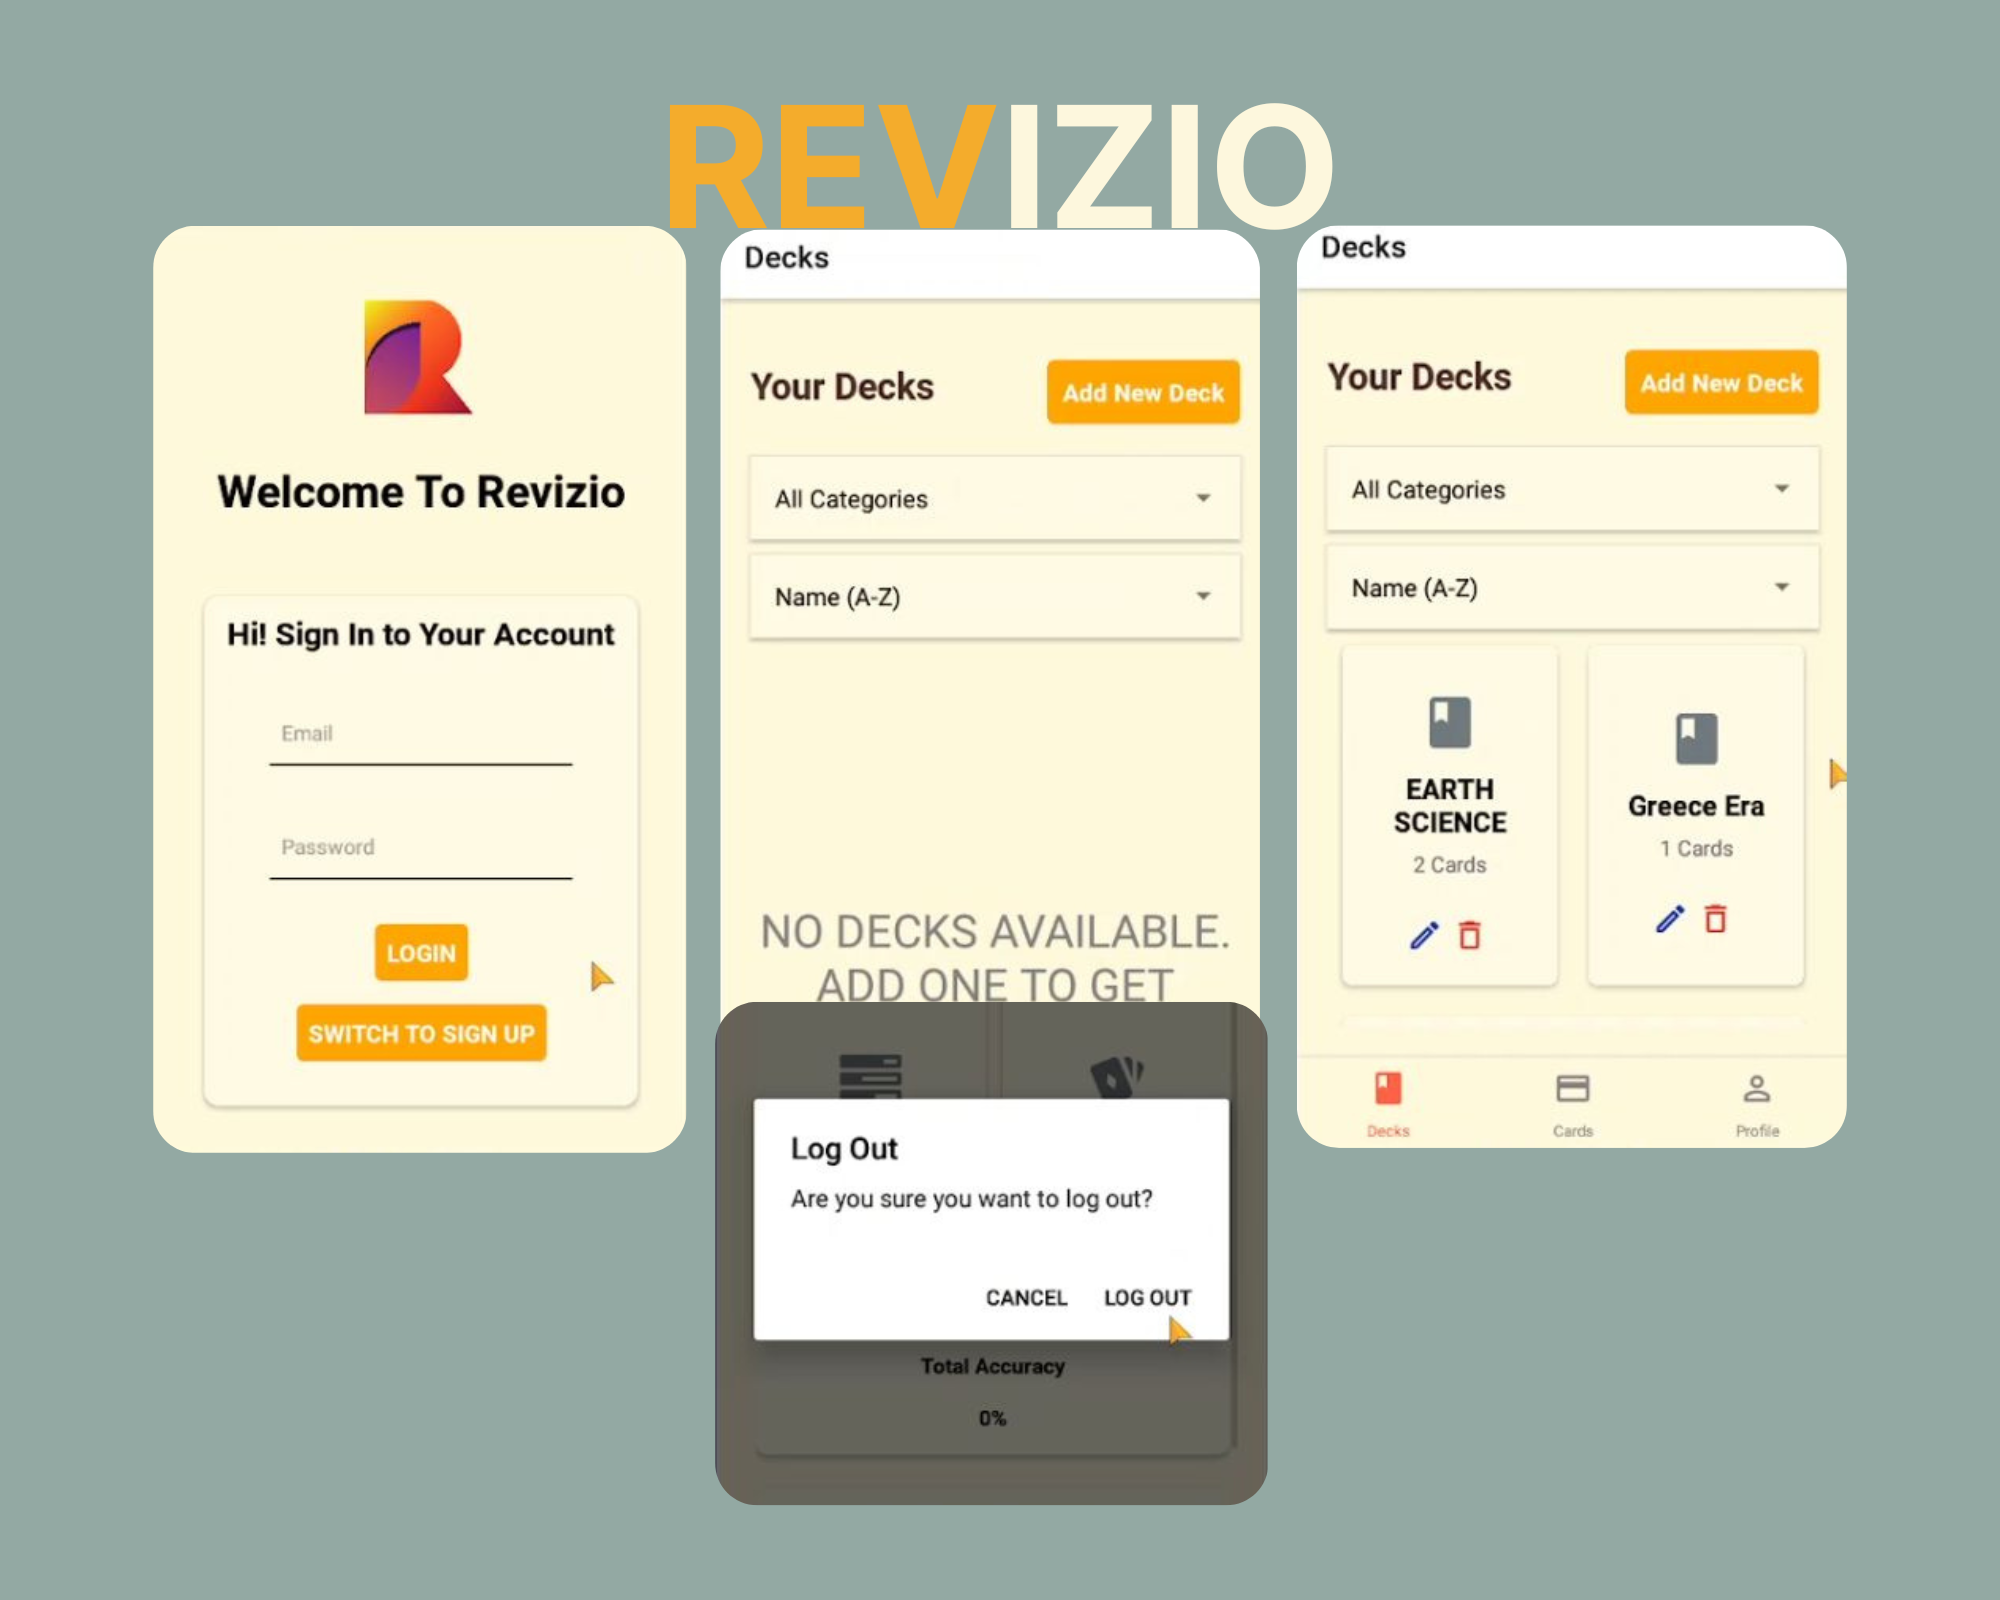 REVIZIO
Welcome To Revizio
Hi! Sign In to Your Account
Email
Password
LOGIN
SWITCH TO SIGN UP
Decks
Your Decks
Add New Deck
All Categories
Name (A-Z)
NO DECKS AVAILABLE.
ADD ONE TO GET
Log Out
Are you sure you want to log out?
CANCEL
LOG OUT
Total Accuracy
0%
Decks
Your Decks
Add New Deck
All Categories
Name (A-Z)
EARTH
SCIENCE
2 Cards
Greece Era
1 Cards
Decks
Cards
Profile